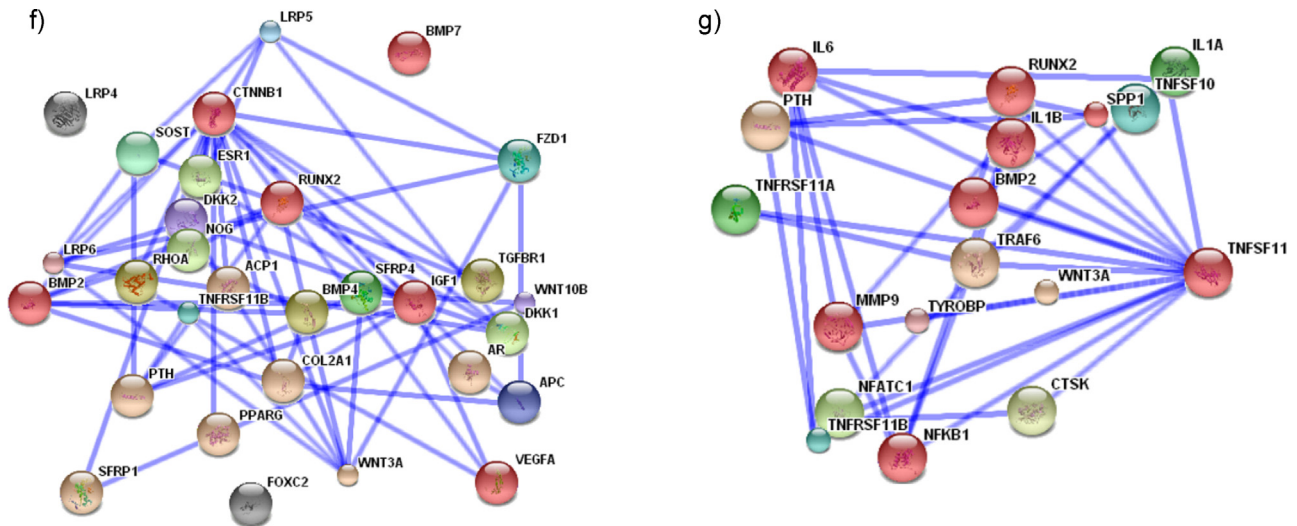 f)
LRP5
BMP7
LRP4
CTNNB1
SOST
FZD1
ESR1
RUNX2
DKK2
NOG
LRP6
RHOA
ACP1
SFRP4
IGF1
TGFBR1
BMP2
TNFRSF11B
BMP4
WNT10B
DKK1
COL2A1
AR
PTH
APC
PPARG
SFRP1
WNT3A
VEGFA
FOXC2
g)
IL6
RUNX2
IL1A
TNFSF10
PTH
SPP1
IL1B
BMP2
TNFRSF11A
TRAF6
TNFSF11
WNT3A
MMP9
TYROBP
NFATC1
CTSK
TNFRSF11B
NFKB1